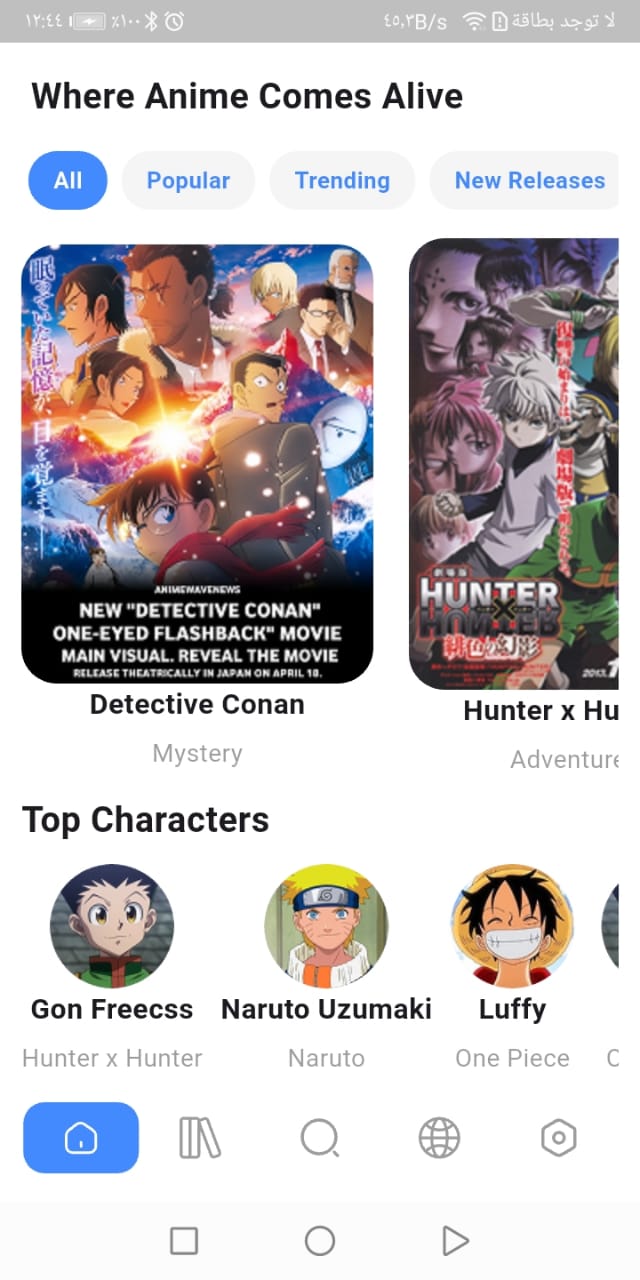 ١٢:٤٤ ٪١٠٠ ٤٥,٣B/s لا توجد بطاقة
Where Anime Comes Alive
All Popular Trending New Releases
眠っていた記憶が、目を覚ます――
ANIMEWAVENEWS
NEW "DETECTIVE CONAN"
ONE-EYED FLASHBACK" MOVIE
MAIN VISUAL. REVEAL THE MOVIE
RELEASE THEATRICALLY IN JAPAN ON APRIL 18.
劇場版
HUNTER
HUNTER
緋色の幻影
2013.1
Detective Conan
Hunter x Hu
Mystery
Adventure
Top Characters
Gon Freecss Naruto Uzumaki Luffy
Hunter x Hunter Naruto One Piece